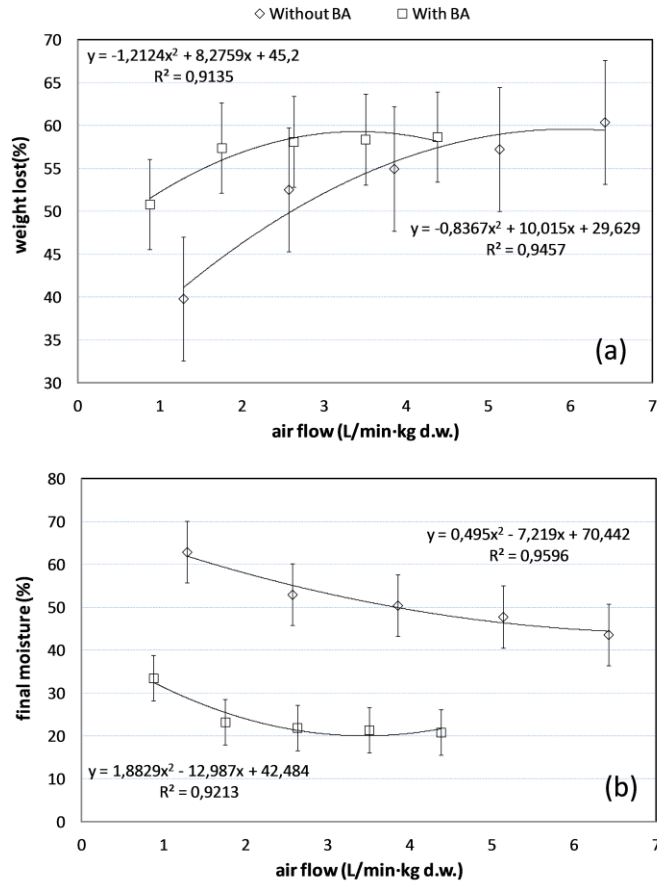 ◇ Without BA □ With BA
70
65
60
55
50
45
40
35
30
weight lost(%)
y = -1,2124x² + 8,2759x + 45,2
R² = 0,9135
y = -0,8367x² + 10,015x + 29,629
R² = 0,9457
(a)
0 1 2 3 4 5 6 7
air flow (L/min·kg d.w.)
80
70
60
50
40
30
20
10
0
final moisture (%)
y = 0,495x² - 7,219x + 70,442
R² = 0,9596
y = 1,8829x² - 12,987x + 42,484
R² = 0,9213
(b)
0 1 2 3 4 5 6 7
air flow (L/min·kg d.w.)